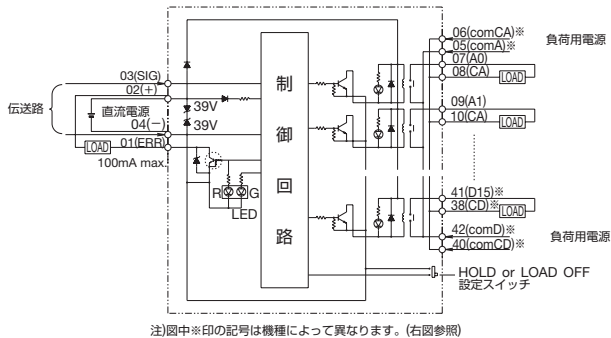 06(comCA)※
負荷用電源
05(comA)※
07(A0)
08(CA)
LOAD
03(SIG)
02(+)
伝送路
直流電源
39V
39V
04(−)
01(ERR)
LOAD
100mA max.
R
G
LED
制御回路
09(A1)
10(CA)
LOAD
41(D15)※
38(CD)※
LOAD
42(comD)※
負荷用電源
40(comCD)※
HOLD or LOAD OFF
設定スイッチ
注)図中※印の記号は機種によって異なります。(右図参照)